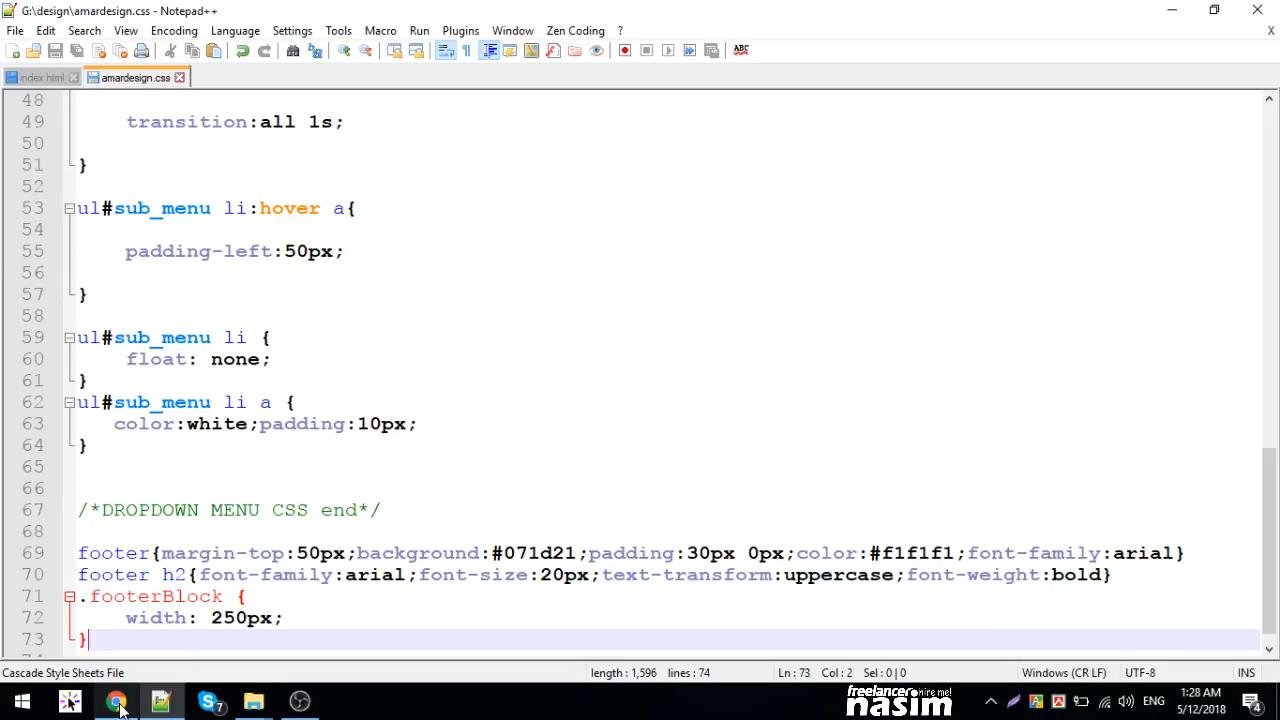 G:\design\amardesign.css - Notepad++
File Edit Search View Encoding Language Settings Tools Macro Run Plugins Window Zen Coding ? X
ABC
index.html amardesign.css
48
49 transition:all 1s;
50
51 }
52
53 ul#sub_menu li:hover a{
54
55 padding-left:50px;
56
57 }
58
59 ul#sub_menu li {
60 float: none;
61 }
62 ul#sub_menu li a {
63 color:white;padding:10px;
64 }
65
66
67 /*DROPDOWN MENU CSS end*/
68
69 footer{margin-top:50px;background:#071d21;padding:30px 0px;color:#f1f1f1;font-family:arial}
70 footer h2{font-family:arial;font-size:20px;text-transform:uppercase;font-weight:bold}
71 .footerBlock {
72 width: 250px;
73 }
Cascade Style Sheets File length : 1,596 lines : 74 Ln : 73 Col : 2 Sel : 0 | 0 Windows (CR LF) UTF-8 INS
7 freelancer hire me! nasim ENG 1:28 AM 5/12/2018 4